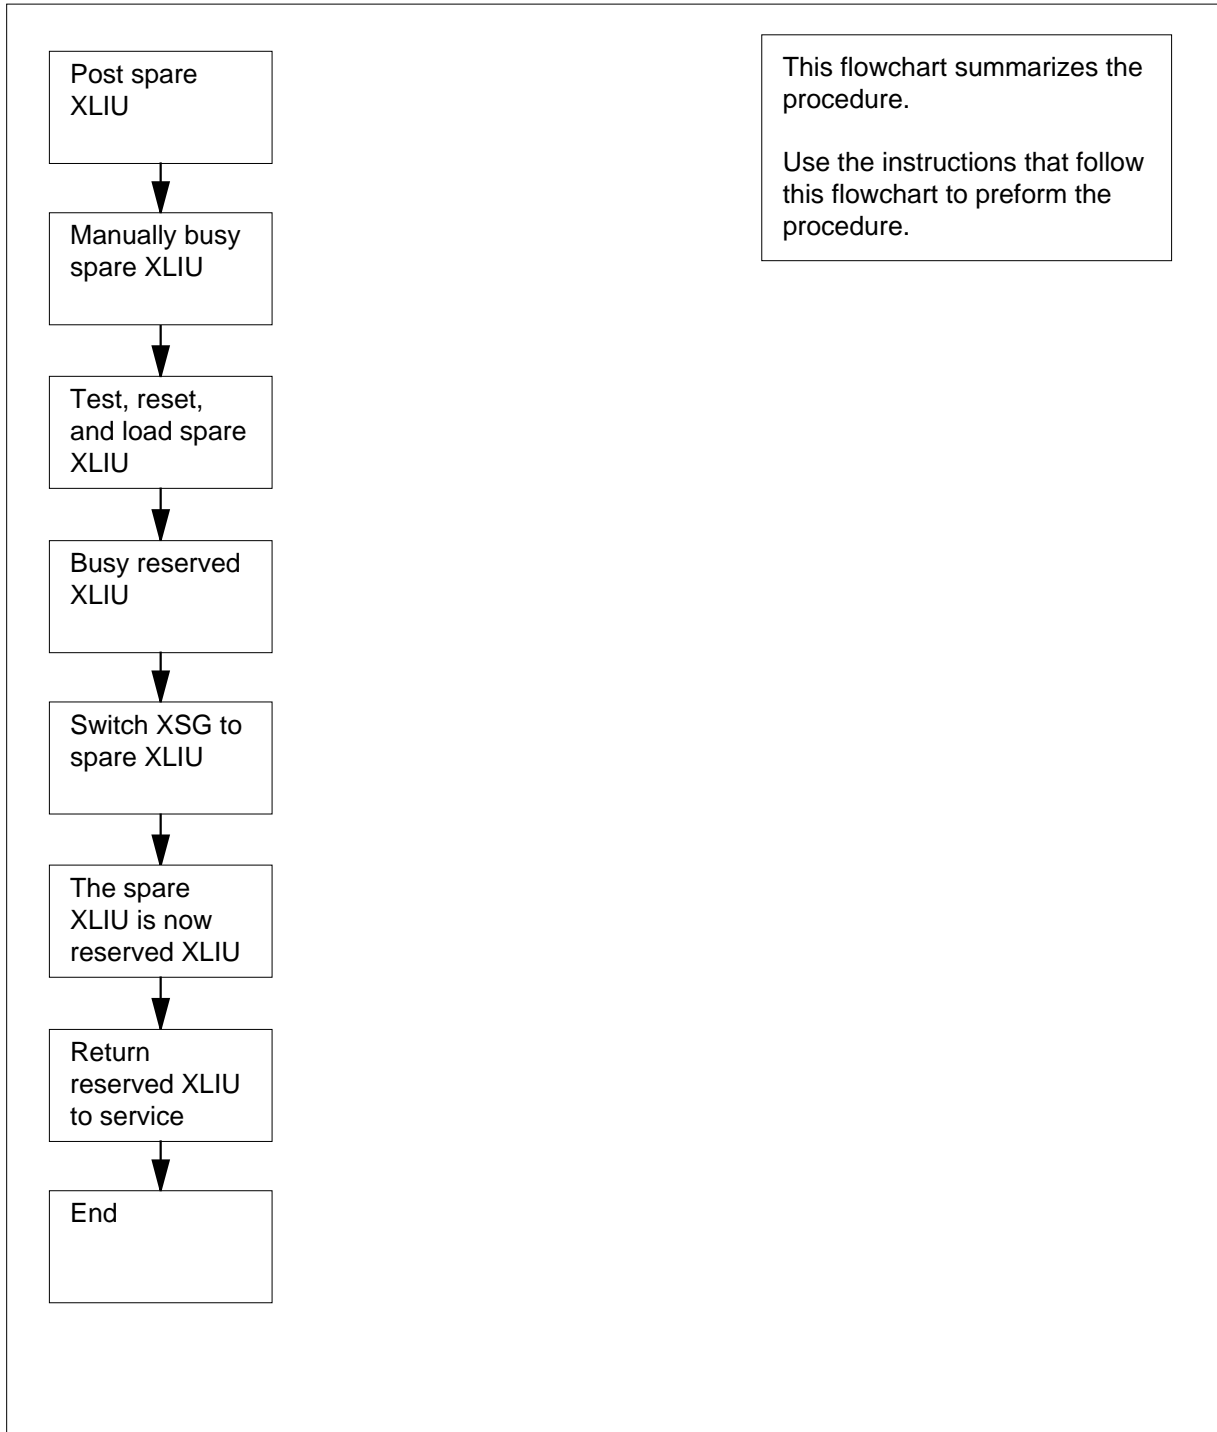 Post spare
XLIU
Manually busy
spare XLIU
Test, reset,
and load spare
XLIU
Busy reserved
XLIU
Switch XSG to
spare XLIU
The spare
XLIU is now
reserved XLIU
Return
reserved XLIU
to service
End
This flowchart summarizes the
procedure.
Use the instructions that follow
this flowchart to preform the
procedure.